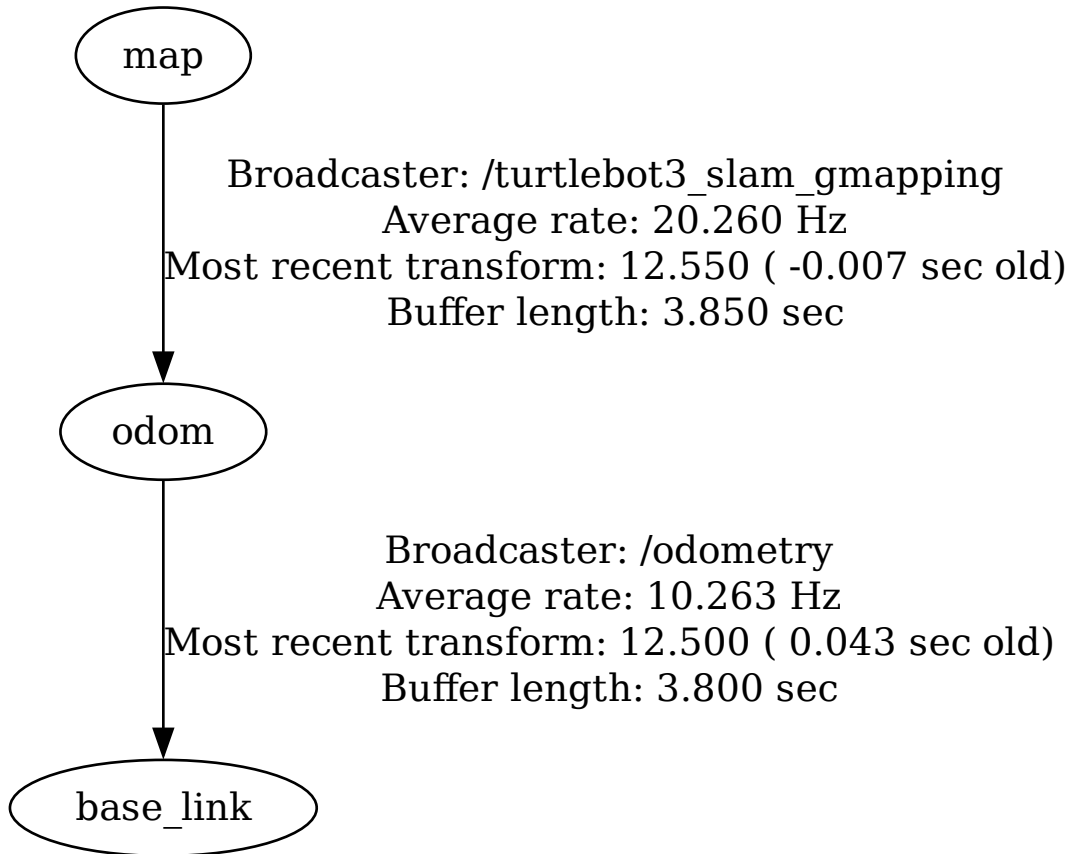 map
Broadcaster: /turtlebot3_slam_gmapping
Average rate: 20.260 Hz
Most recent transform: 12.550 ( -0.007 sec old)
Buffer length: 3.850 sec
odom
Broadcaster: /odometry
Average rate: 10.263 Hz
Most recent transform: 12.500 ( 0.043 sec old)
Buffer length: 3.800 sec
base_link